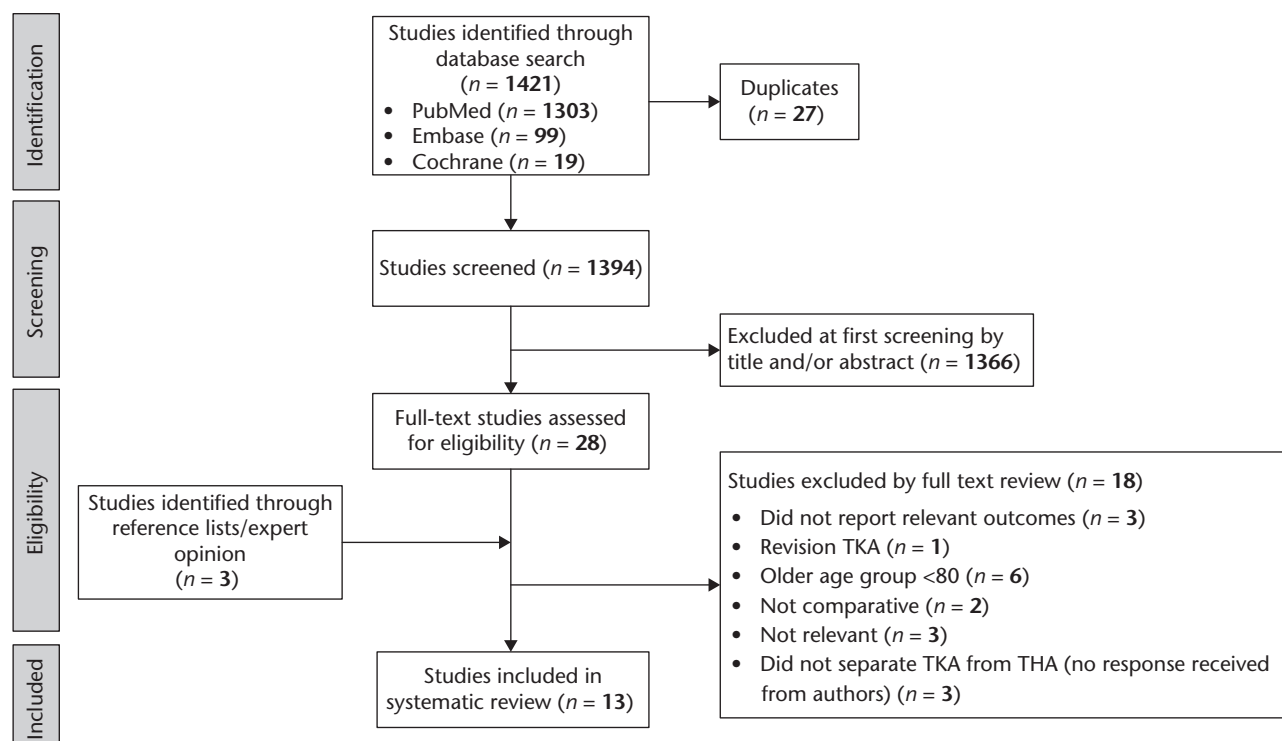 Identification
Studies identified through
database search
(n = 1421)
• PubMed (n = 1303)
• Embase (n = 99)
• Cochrane (n = 19)
Duplicates
(n = 27)
Screening
Studies screened (n = 1394)
Excluded at first screening by
title and/or abstract (n = 1366)
Eligibility
Full-text studies assessed
for eligibility (n = 28)
Studies identified through
reference lists/expert
opinion
(n = 3)
Studies excluded by full text review (n = 18)
• Did not report relevant outcomes (n = 3)
• Revision TKA (n = 1)
• Older age group <80 (n = 6)
• Not comparative (n = 2)
• Not relevant (n = 3)
• Did not separate TKA from THA (no response received
from authors) (n = 3)
Included
Studies included in
systematic review (n = 13)